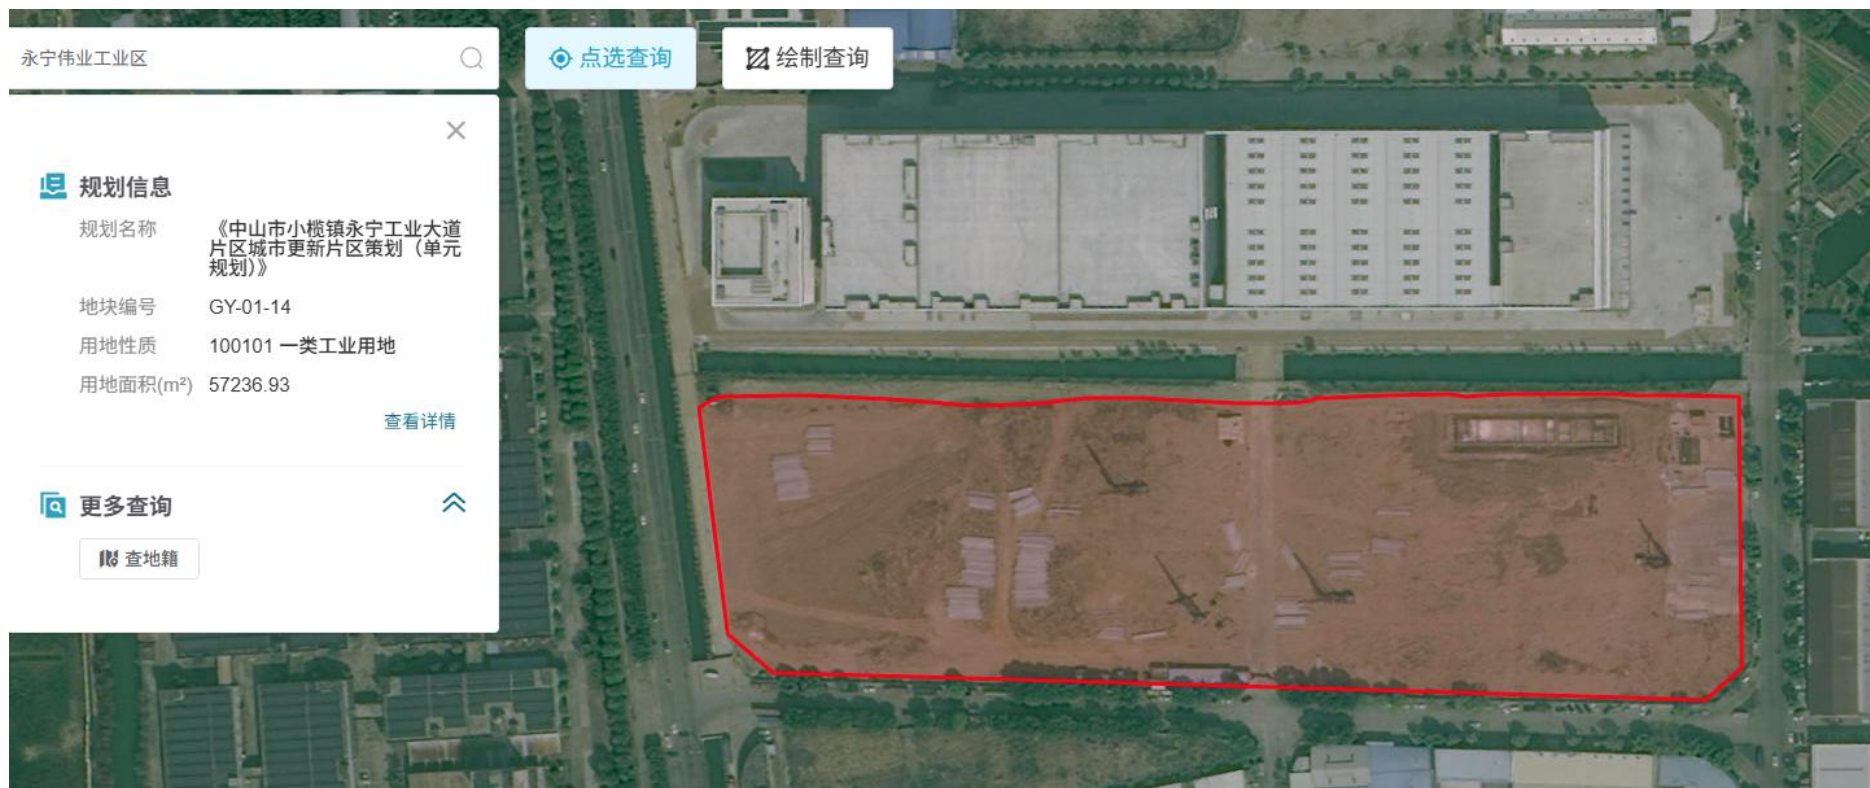 永宁伟业工业区
点选查询
绘制查询
规划信息
规划名称 《中山市小榄镇永宁工业大道
片区城市更新片区策划（单元
规划）》
地块编号 GY-01-14
用地性质 100101 一类工业用地
用地面积(m²) 57236.93
查看详情
更多查询
查地籍